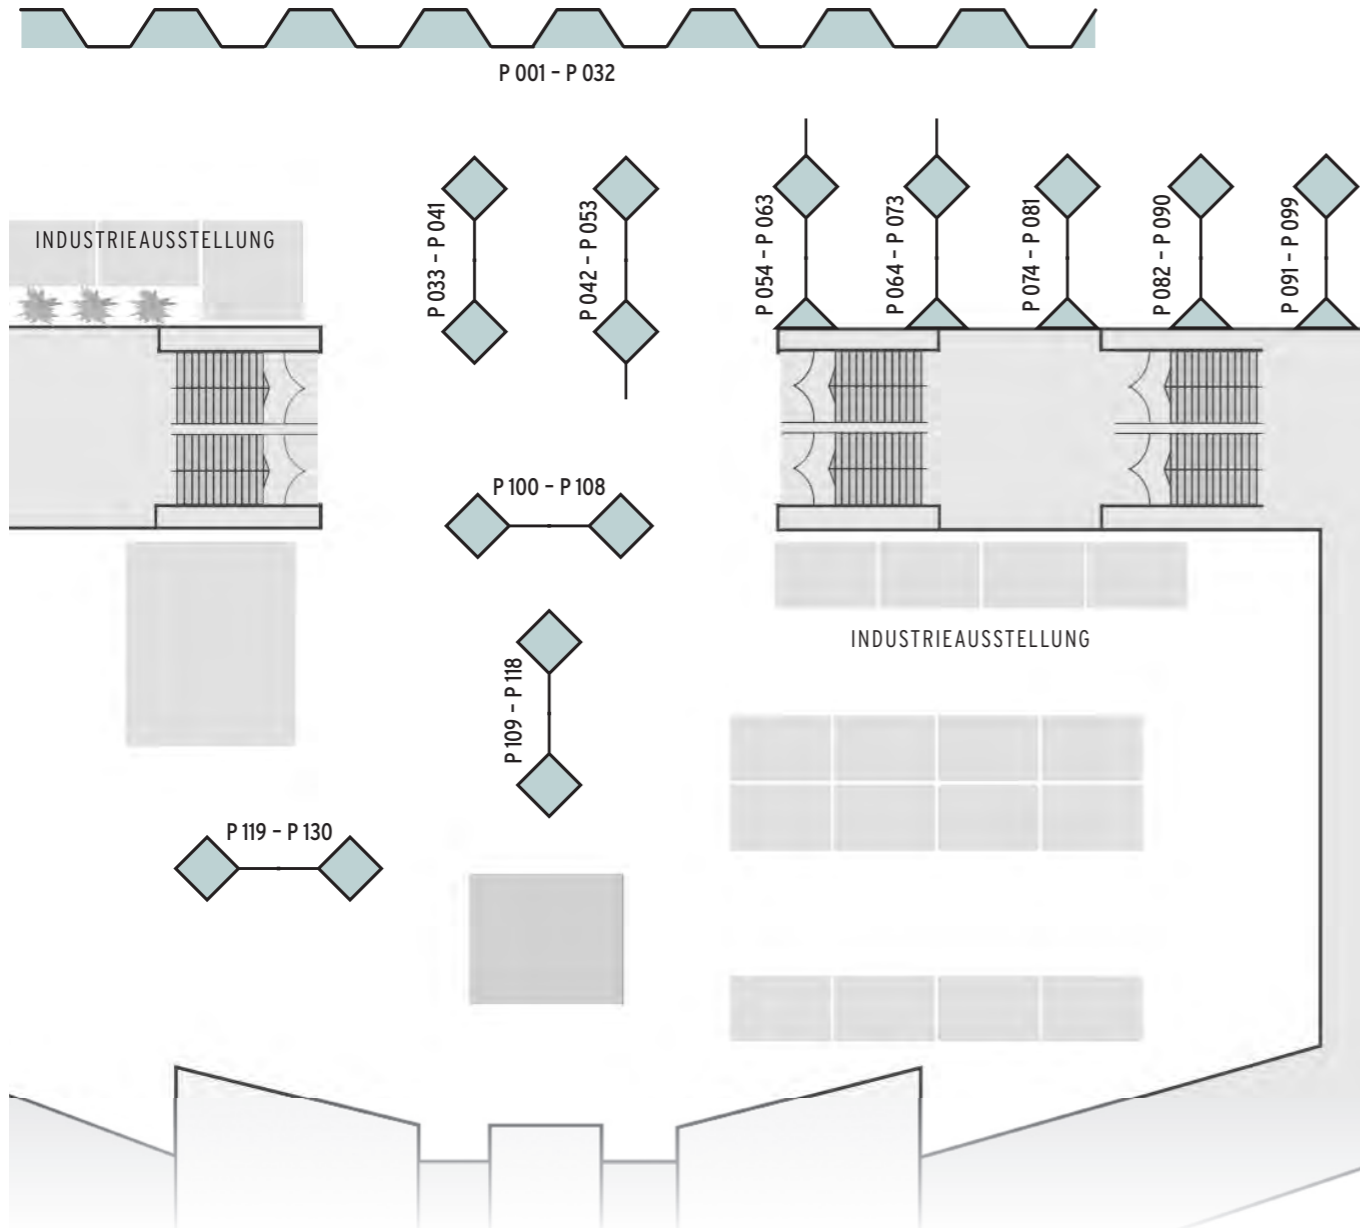 P 001 – P 032
INDUSTRIEAUSSTELLUNG
P 033 – P 041
P 042 – P 053
P 054 – P 063
P 064 – P 073
P 074 – P 081
P 082 – P 090
P 091 – P 099
P 100 – P 108
INDUSTRIEAUSSTELLUNG
P 109 – P 118
P 119 – P 130